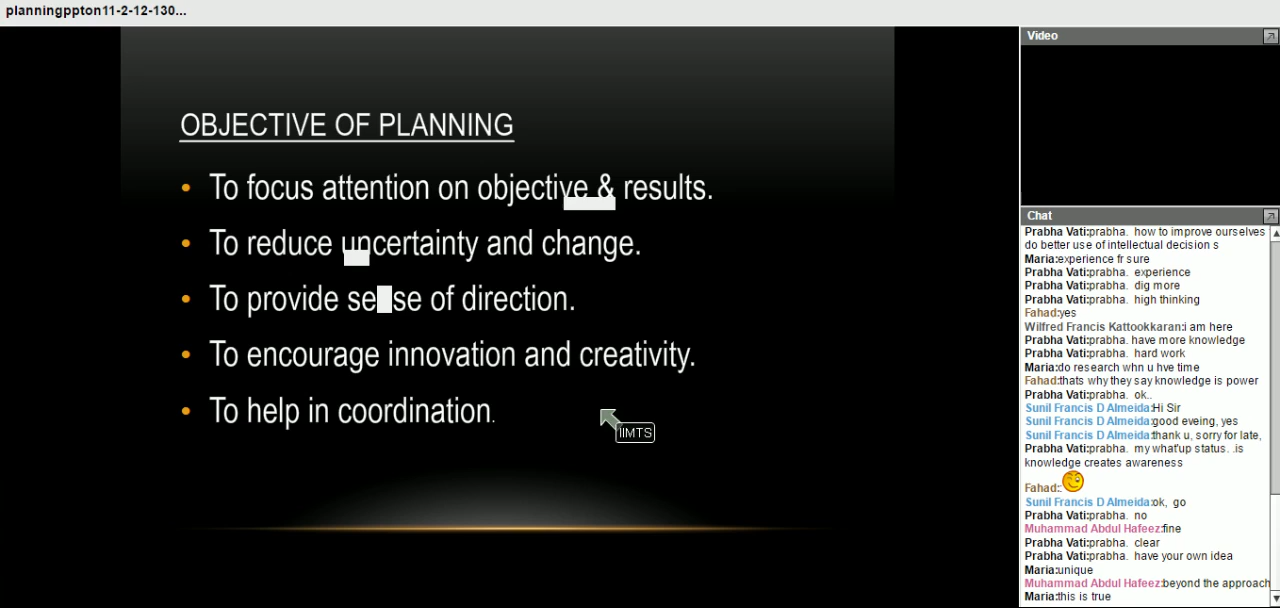 planningppton11-2-12-130...
OBJECTIVE OF PLANNING
• To focus attention on objective & results.
• To reduce uncertainty and change.
• To provide sense of direction.
• To encourage innovation and creativity.
• To help in coordination.
IIMTS
Video
Chat
Prabha Vati:prabha. how to improve ourselves
do better use of intellectual decision s
Maria:experience fr sure
Prabha Vati:prabha. experience
Prabha Vati:prabha. dig more
Prabha Vati:prabha. high thinking
Fahad:yes
Wilfred Francis Kattookkaran:i am here
Prabha Vati:prabha. have more knowledge
Prabha Vati:prabha. hard work
Maria:do research whn u hve time
Fahad:thats why they say knowledge is power
Prabha Vati:prabha. ok..
Sunil Francis D Almeida:Hi Sir
Sunil Francis D Almeida:good eveing, yes
Sunil Francis D Almeida:thank u, sorry for late,
Prabha Vati:prabha. my what'up status. .is
knowledge creates awareness
Fahad:
Sunil Francis D Almeida:ok, go
Prabha Vati:prabha. no
Muhammad Abdul Hafeez:fine
Prabha Vati:prabha. clear
Prabha Vati:prabha. have your own idea
Maria:unique
Muhammad Abdul Hafeez:beyond the approach
Maria:this is true